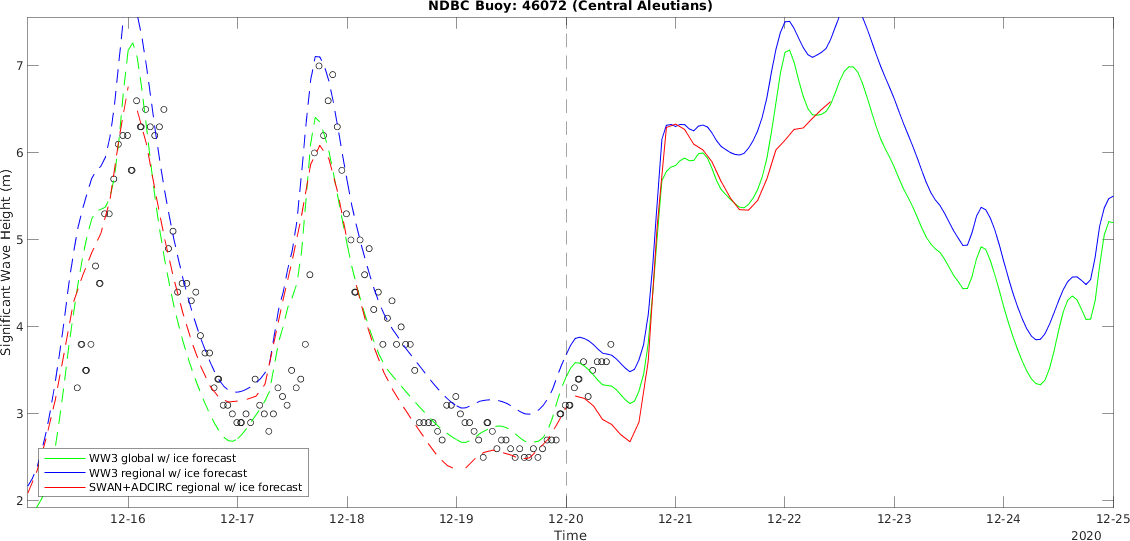 NDBC Buoy: 46072 (Central Aleutians)
7
6
5
4
3
2
Significant Wave Height (m)
WW3 global w/ ice forecast
WW3 regional w/ ice forecast
SWAN+ADCIRC regional w/ ice forecast
12-16 12-17 12-18 12-19 12-20 12-21 12-22 12-23 12-24 12-25
Time
2020